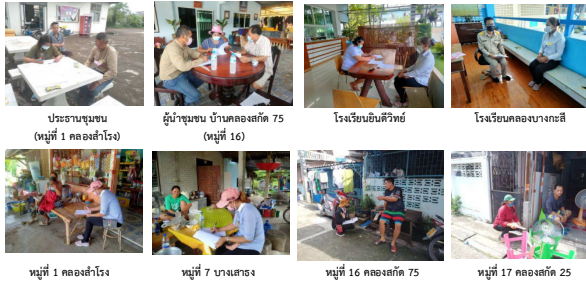 ประธานชุมชน
(หมู่ที่ 1 คลองสำโรง)
ผู้นำชุมชน บ้านคลองสกัด 75
(หมู่ที่ 16)
โรงเรียนยินดีวิทย์
โรงเรียนคลองบางกะสี
หมู่ที่ 1 คลองสำโรง
หมู่ที่ 7 บางเสาธง
หมู่ที่ 16 คลองสกัด 75
หมู่ที่ 17 คลองสกัด 25